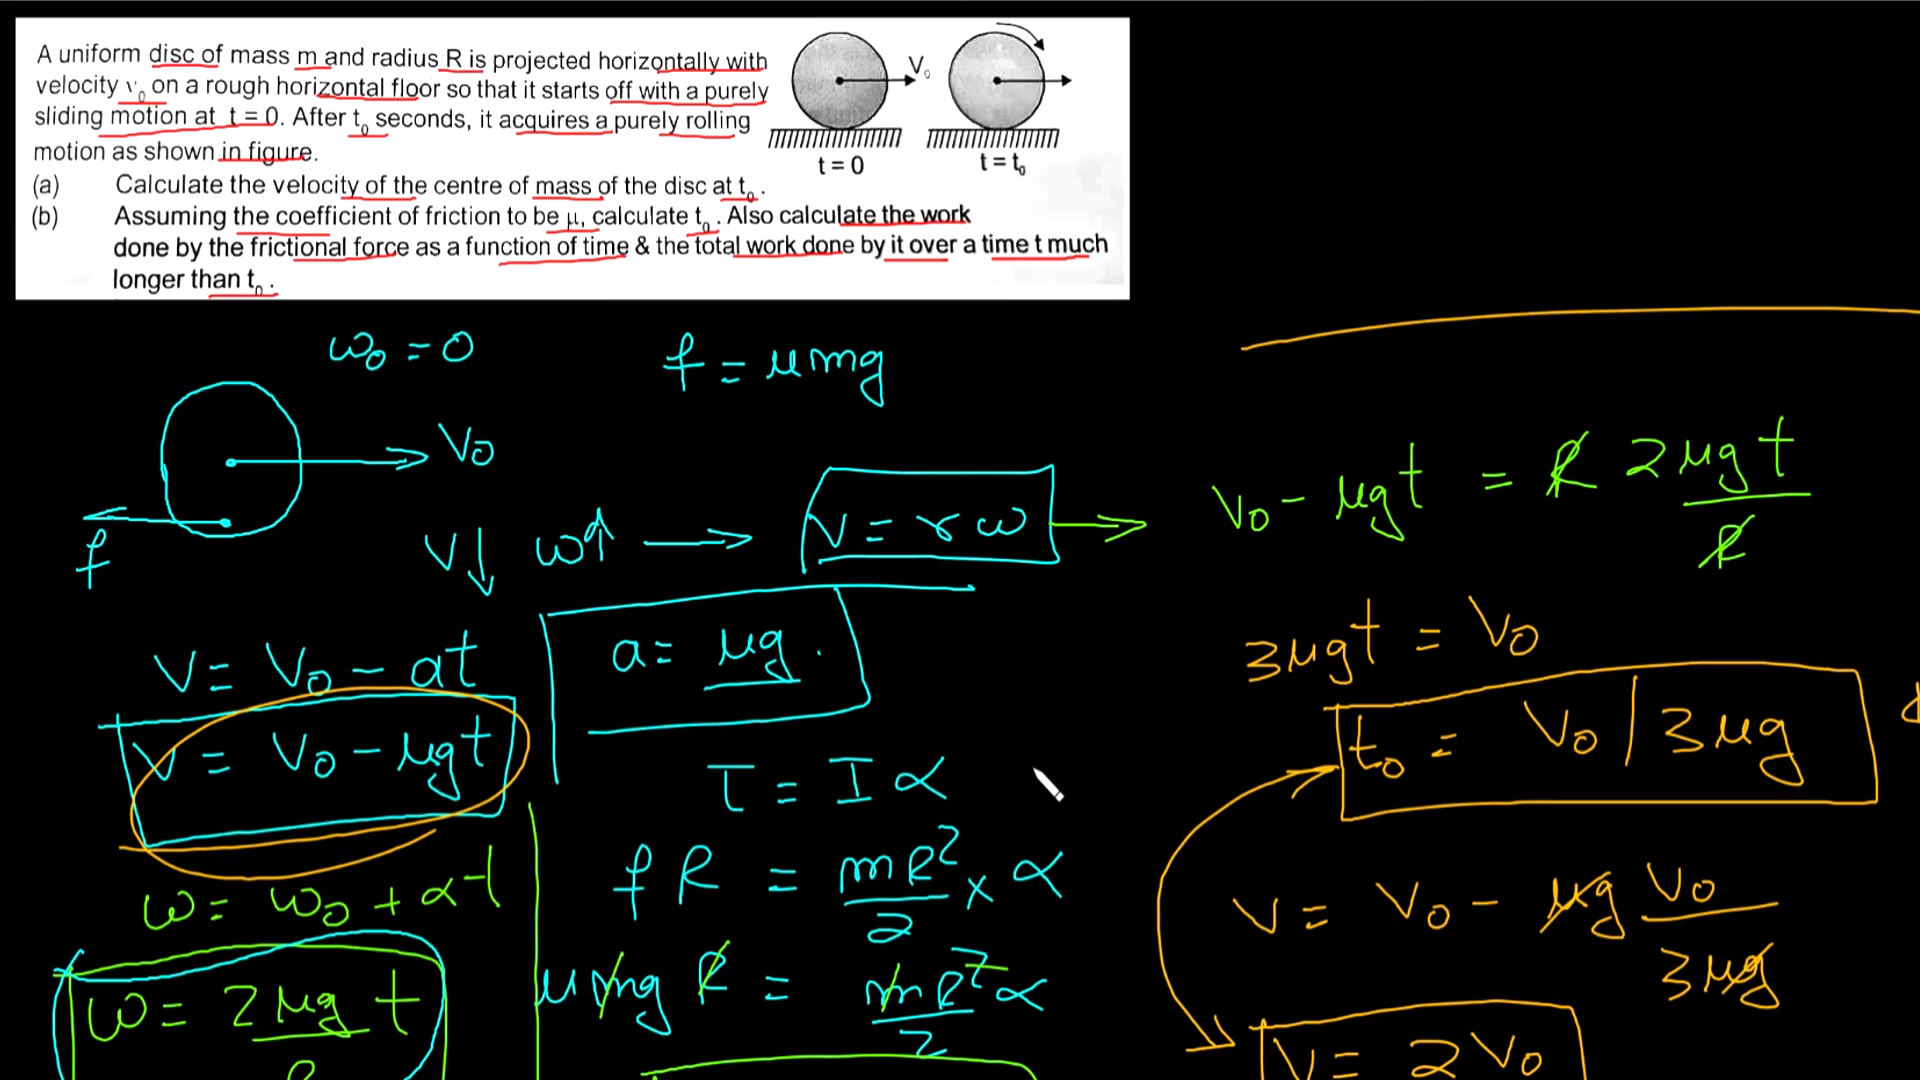 A uniform disc of mass m and radius R is projected horizontally with
velocity v₀ on a rough horizontal floor so that it starts off with a purely
sliding motion at t = 0. After t₀ seconds, it acquires a purely rolling
motion as shown in figure.
(a) Calculate the velocity of the centre of mass of the disc at t₀.
(b) Assuming the coefficient of friction to be μ, calculate t₀. Also calculate the work
done by the frictional force as a function of time & the total work done by it over a time t much
longer than t₀.
V₀
t = 0
t = t₀
ω₀ = 0
f = μmg
V₀
f
V↓ ω↑ → V = rω →
V = V₀ - at
a = μg.
V = V₀ - μgt
τ = Iα
ω = ω₀ + αt
fR = mR²/2 × α
μmgR = mR²α/2
ω = 2μg t
V₀ - μgt = R 2μgt/R
3μgt = V₀
t₀ = V₀/3μg
V = V₀ - μg V₀/3μg
V = 2V₀